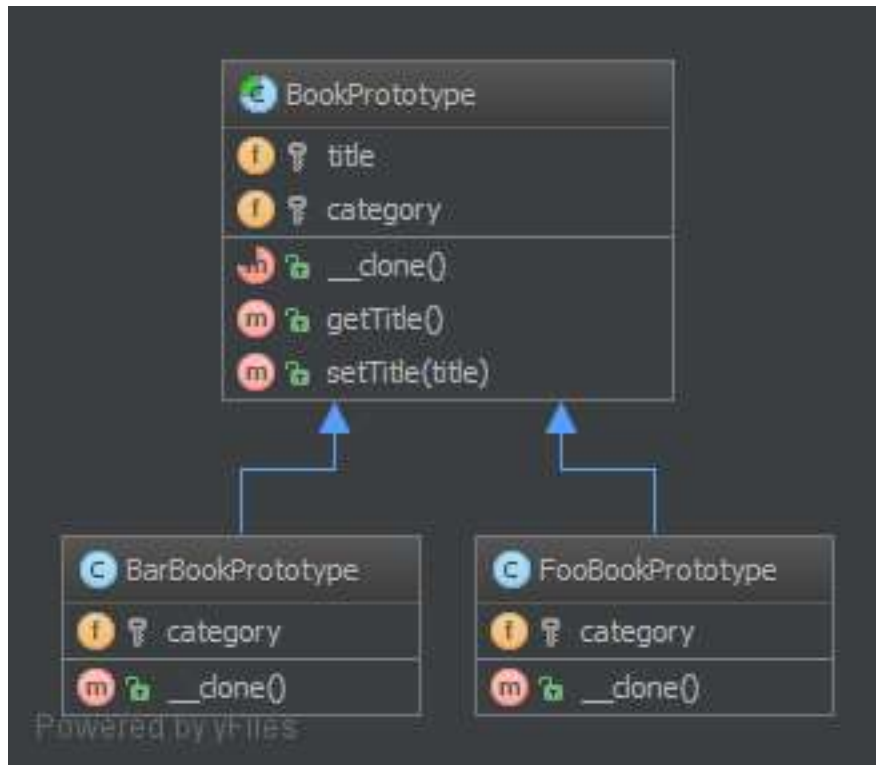 BookPrototype
title
category
__clone()
getTitle()
setTitle(title)
BarBookPrototype
category
__clone()
FooBookPrototype
category
__clone()
Powered by yFiles